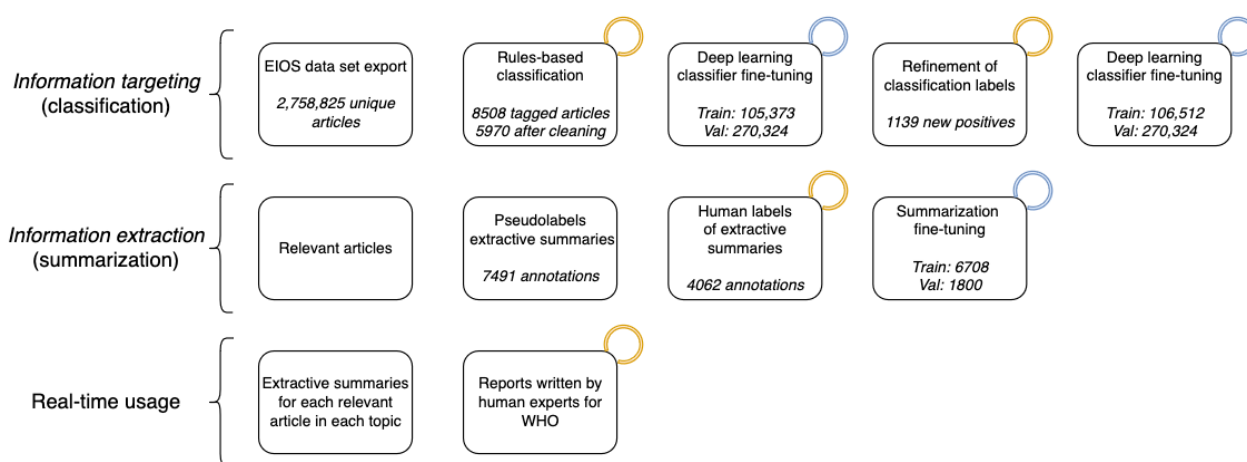 Information targeting
(classification)
EIOS data set export
2,758,825 unique
articles
Rules-based
classification
8508 tagged articles
5970 after cleaning
Deep learning
classifier fine-tuning
Train: 105,373
Val: 270,324
Refinement of
classification labels
1139 new positives
Deep learning
classifier fine-tuning
Train: 106,512
Val: 270,324
Information extraction
(summarization)
Relevant articles
Pseudolabels
extractive summaries
7491 annotations
Human labels
of extractive
summaries
4062 annotations
Summarization
fine-tuning
Train: 6708
Val: 1800
Real-time usage
Extractive summaries
for each relevant
article in each topic
Reports written by
human experts for
WHO